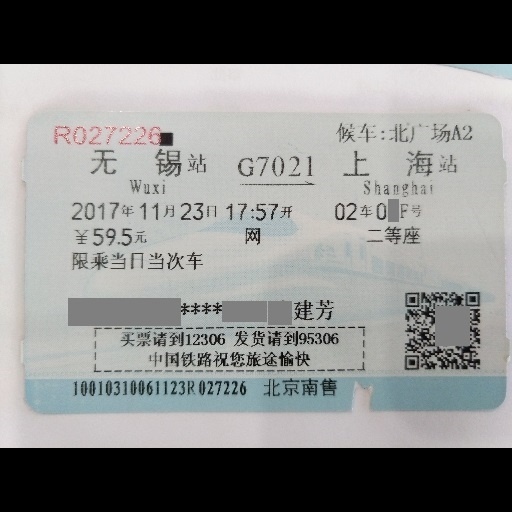 R027226
候车:北广场A2
无锡站 G7021 上海站
Wuxi Shanghai
2017年11月23日17:57开 02车0F号
￥59.5元 网 二等座
限乘当日当次车
****建芳
买票请到12306 发货请到95306
中国铁路祝您旅途愉快
10010310061123R027226 北京南售